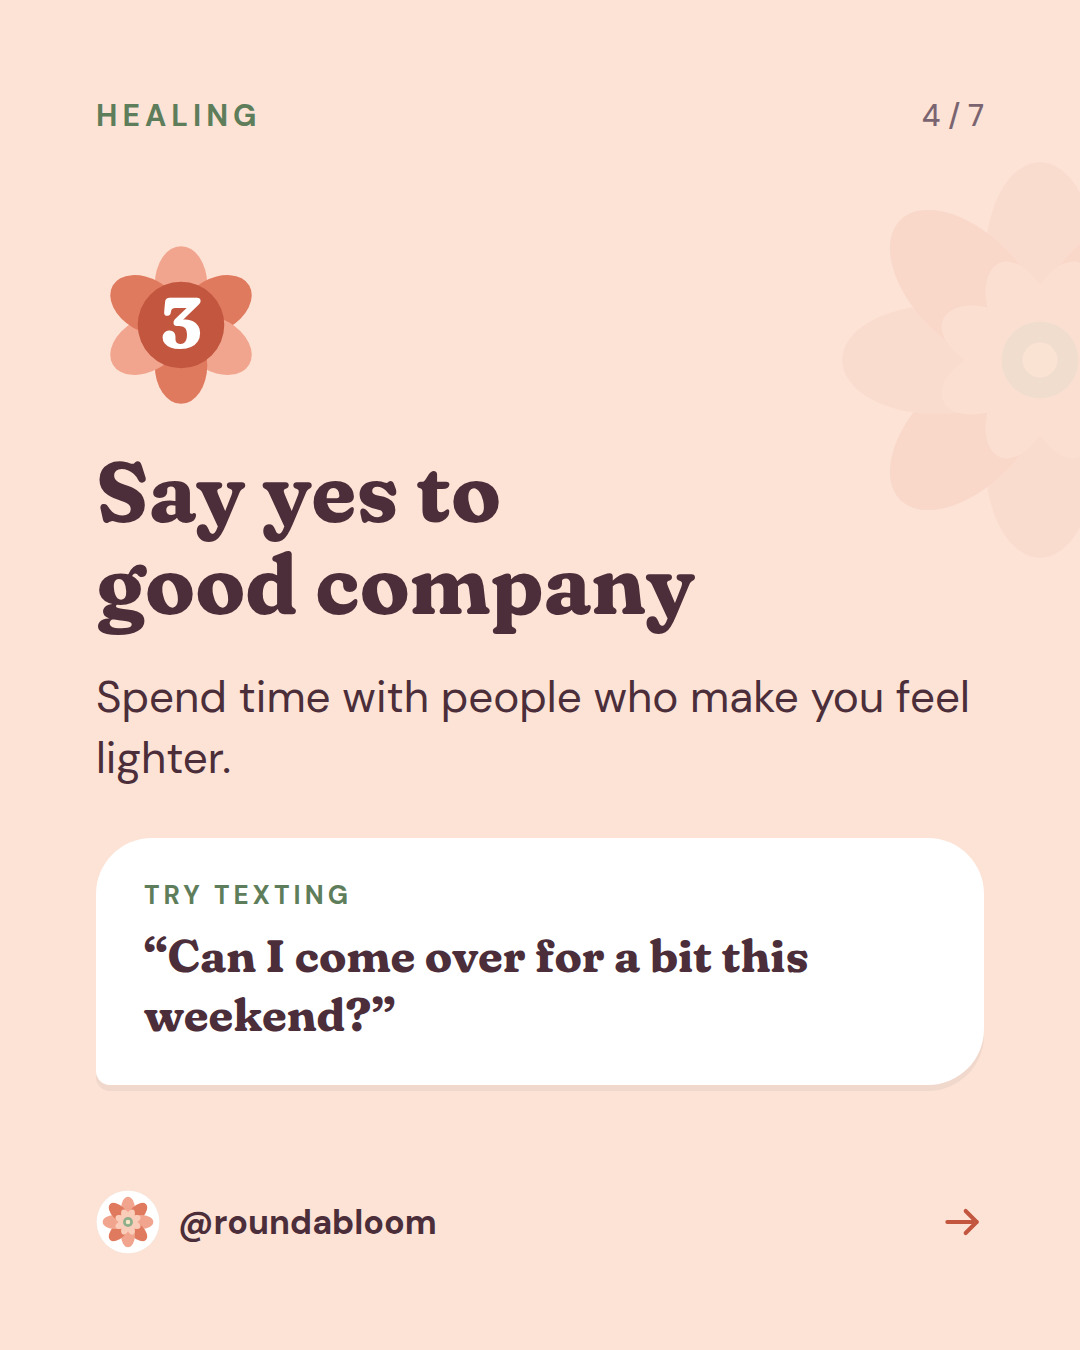 HEALING
4 / 7
3
Say yes to
good company
Spend time with people who make you feel
lighter.
TRY TEXTING
“Can I come over for a bit this
weekend?”
@roundabloom